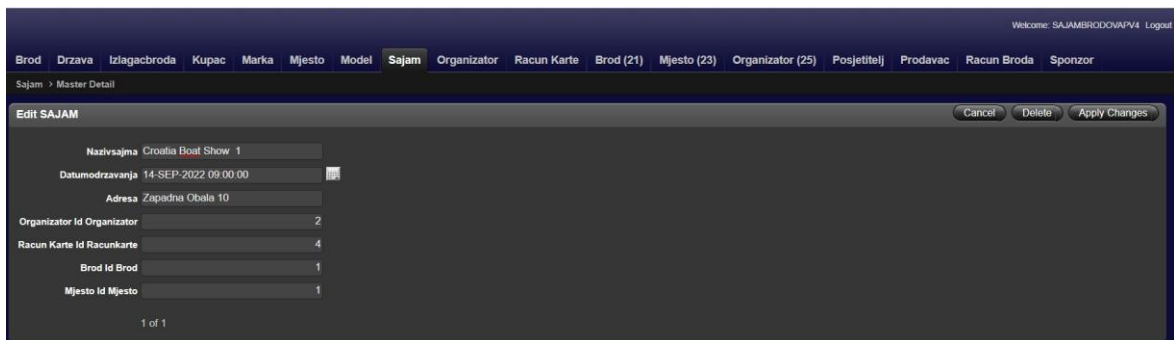 Welcome: SAJAMBRODOVAPV4 Logout
Brod Drzava Izlagacbroda Kupac Marka Mjesto Model Sajam Organizator Racun Karte Brod (21) Mjesto (23) Organizator (25) Posjetitelj Prodavac Racun Broda Sponzor
Sajam > Master Detail
Edit SAJAM Cancel Delete Apply Changes
Nazivsajma Croatia Boat Show 1
Datumodrzavanja 14-SEP-2022 09:00:00
Adresa Zapadna Obala 10
Organizator Id Organizator 2
Racun Karte Id Racunkarte 4
Brod Id Brod 1
Mjesto Id Mjesto 1
1 of 1